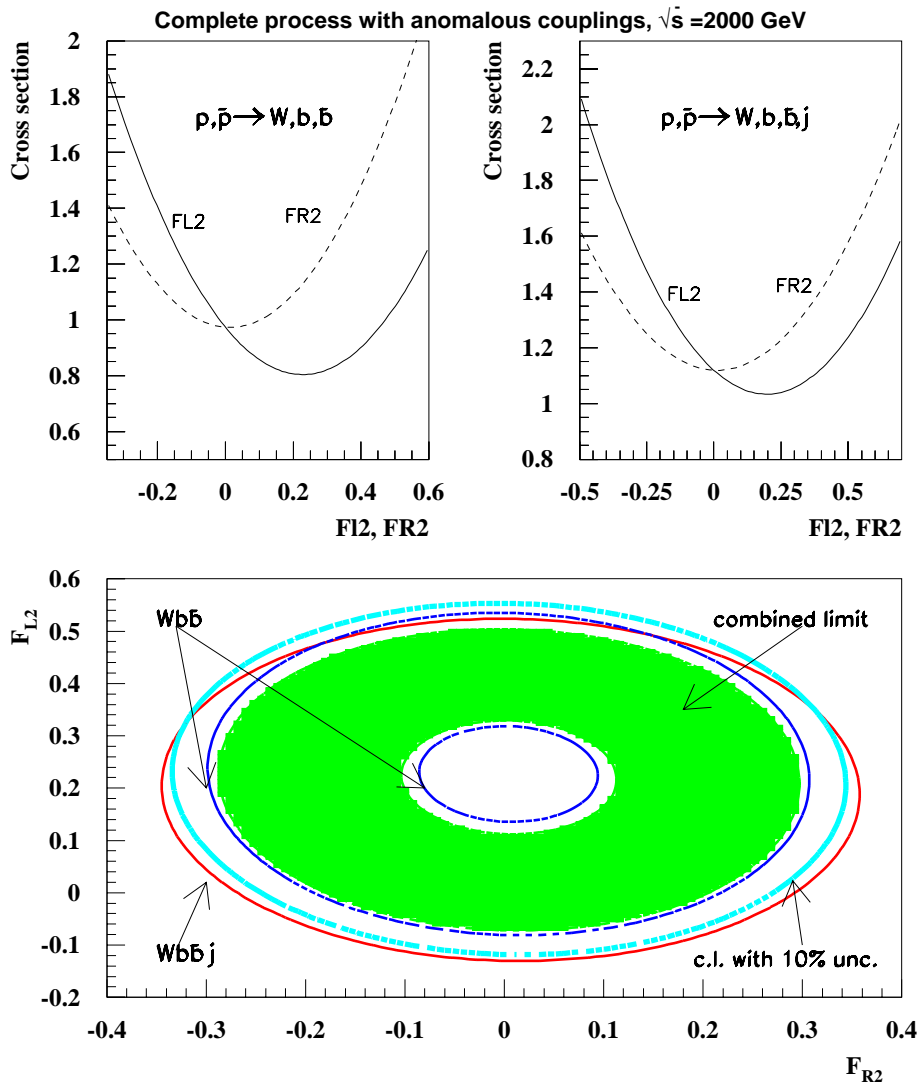 Complete process with anomalous couplings, √s̄ =2000 GeV
Cross section
2
1.8
1.6
1.4
1.2
1
0.8
0.6
p,p̄→W,b,b̄
FL2
FR2
-0.2 0 0.2 0.4 0.6
Fl2, FR2
Cross section
2.2
2
1.8
1.6
1.4
1.2
1
0.8
p,p̄→W,b,b̄,j
FL2
FR2
-0.5 -0.25 0 0.25 0.5
Fl2, FR2
F_L2
0.6
0.5
0.4
0.3
0.2
0.1
0
-0.1
-0.2
Wbb̄
combined limit
Wbb̄j
c.l. with 10% unc.
-0.4 -0.3 -0.2 -0.1 0 0.1 0.2 0.3 0.4
F_R2